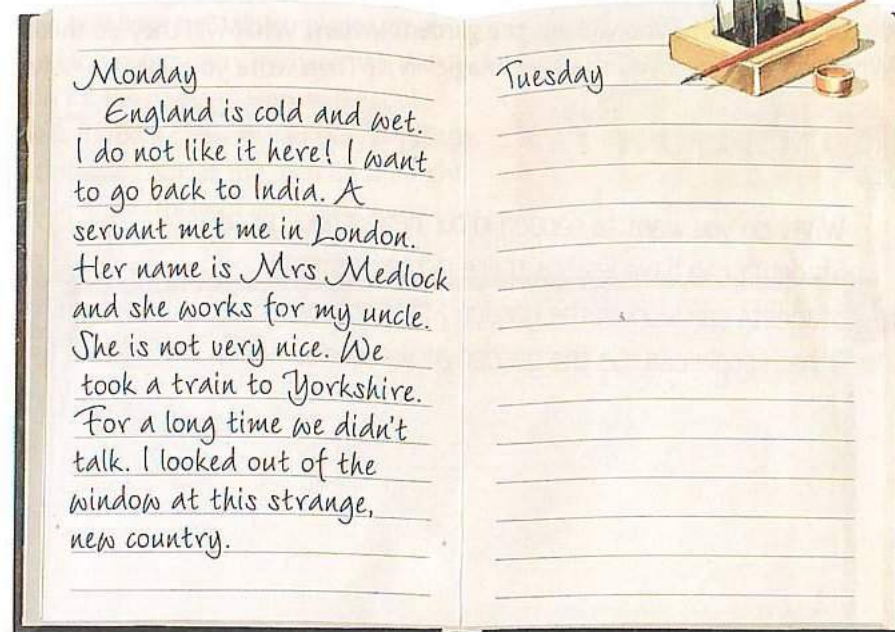 Monday
England is cold and wet.
I do not like it here! I want
to go back to India. A
servant met me in London.
Her name is Mrs Medlock
and she works for my uncle.
She is not very nice. We
took a train to Yorkshire.
For a long time we didn't
talk. I looked out of the
window at this strange,
new country.
Tuesday